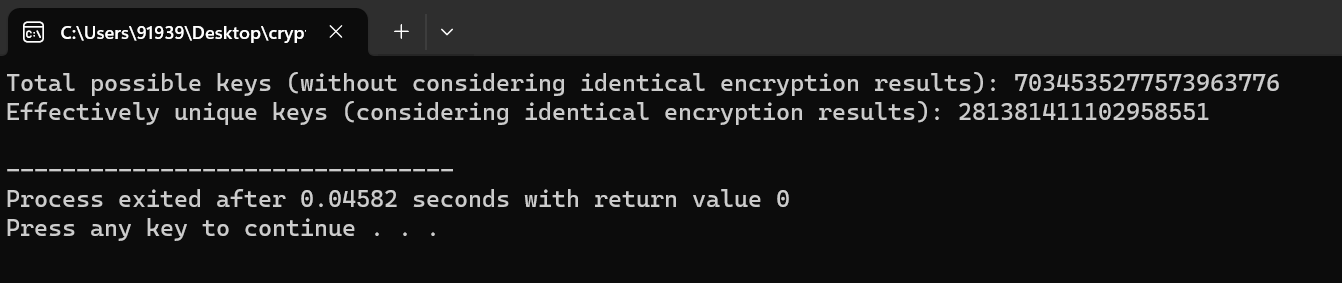 C:\Users\91939\Desktop\cryp
Total possible keys (without considering identical encryption results): 7034535277573963776
Effectively unique keys (considering identical encryption results): 281381411102958551
--------------------------------
Process exited after 0.04582 seconds with return value 0
Press any key to continue . . .